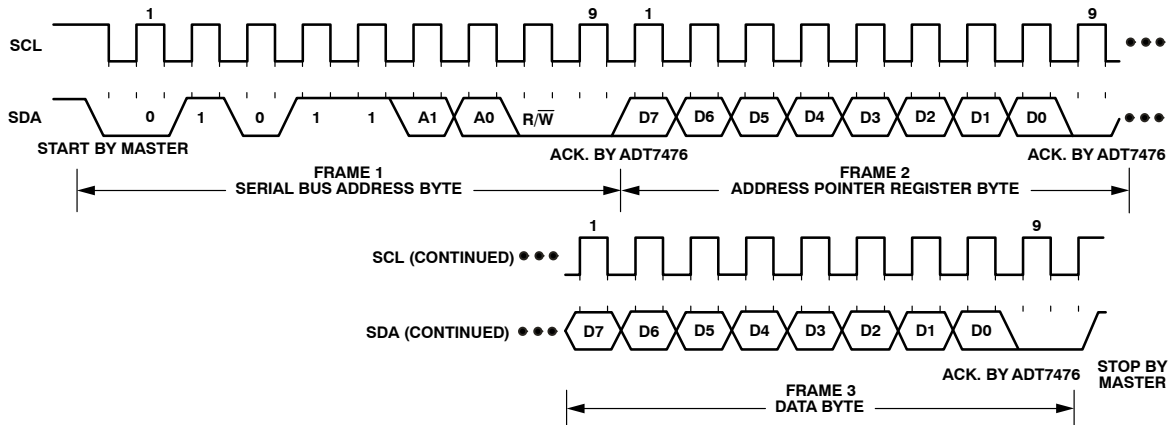 1 9 1 9
SCL
SDA 0 1 0 1 1 A1 A0 R/W̅ D7 D6 D5 D4 D3 D2 D1 D0
START BY MASTER ACK. BY ADT7476 ACK. BY ADT7476
FRAME 1 FRAME 2
SERIAL BUS ADDRESS BYTE ADDRESS POINTER REGISTER BYTE
1 9
SCL (CONTINUED)
SDA (CONTINUED) D7 D6 D5 D4 D3 D2 D1 D0
ACK. BY ADT7476 STOP BY
MASTER
FRAME 3
DATA BYTE